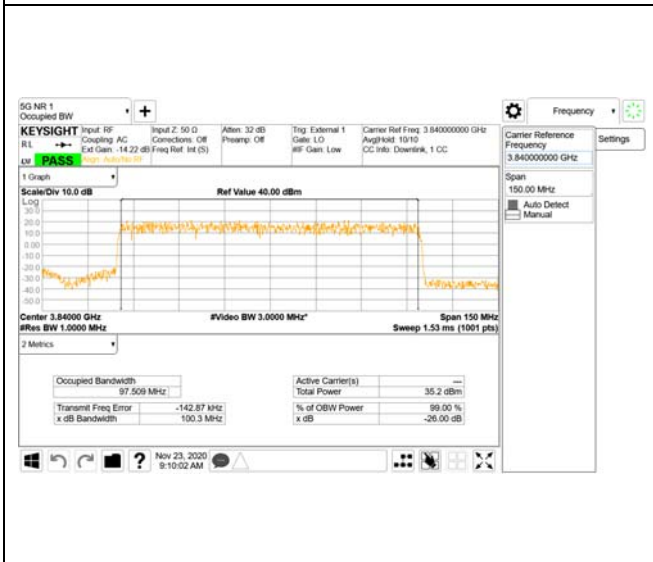 5G NR 1
Occupied BW
+
Frequency
KEYSIGHT Input: RF Input Z: 50 Ω Atten: 32 dB Trig: External 1 Carrier Ref Freq: 3.840000000 GHz
RL Coupling: AC Corrections: Off Preamp: Off Gate: LO Avg|Hold: 10/10
Ext Gain: -14.22 dB Freq Ref: Int (S) #IF Gain: Low CC Info: Downlink, 1 CC
PASS Align: Auto/No RF
Carrier Reference
Frequency
3.840000000 GHz
Settings
Span
150.00 MHz
Auto Detect
Manual
1 Graph
Scale/Div 10.0 dB Ref Value 40.00 dBm
Log
30.0
20.0
10.0
0.00
-10.0
-20.0
-30.0
-40.0
-50.0
Center 3.84000 GHz #Video BW 3.0000 MHz* Span 150 MHz
#Res BW 1.0000 MHz Sweep 1.53 ms (1001 pts)
2 Metrics
Occupied Bandwidth
97.509 MHz
Active Carrier(s) ---
Total Power 35.2 dBm
Transmit Freq Error -142.87 kHz
x dB Bandwidth 100.3 MHz
% of OBW Power 99.00 %
x dB -26.00 dB
? Nov 23, 2020
9:10:02 AM